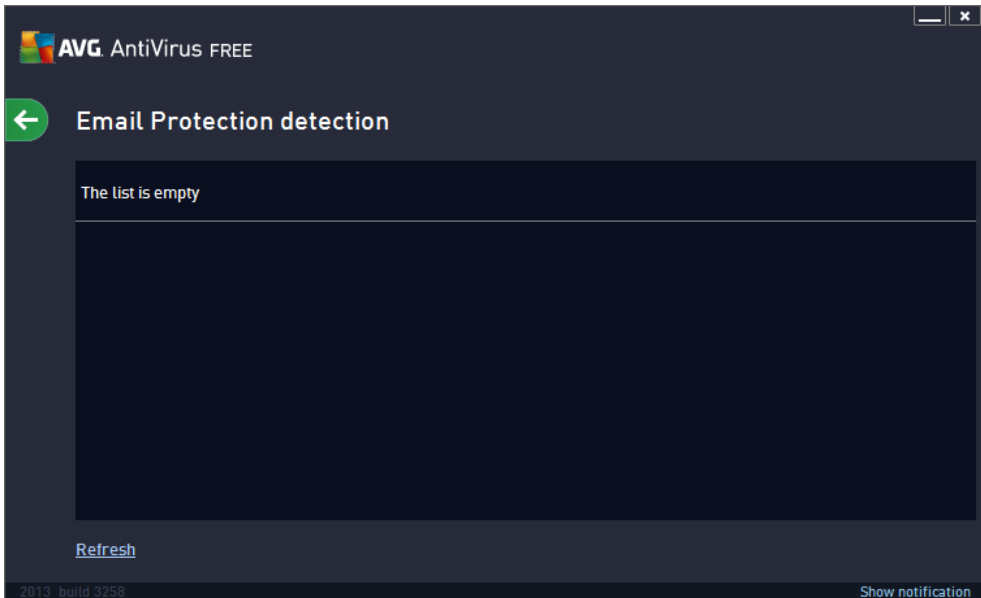 AVG. AntiVirus FREE
Email Protection detection
The list is empty
Refresh
2013 build 3258
Show notification